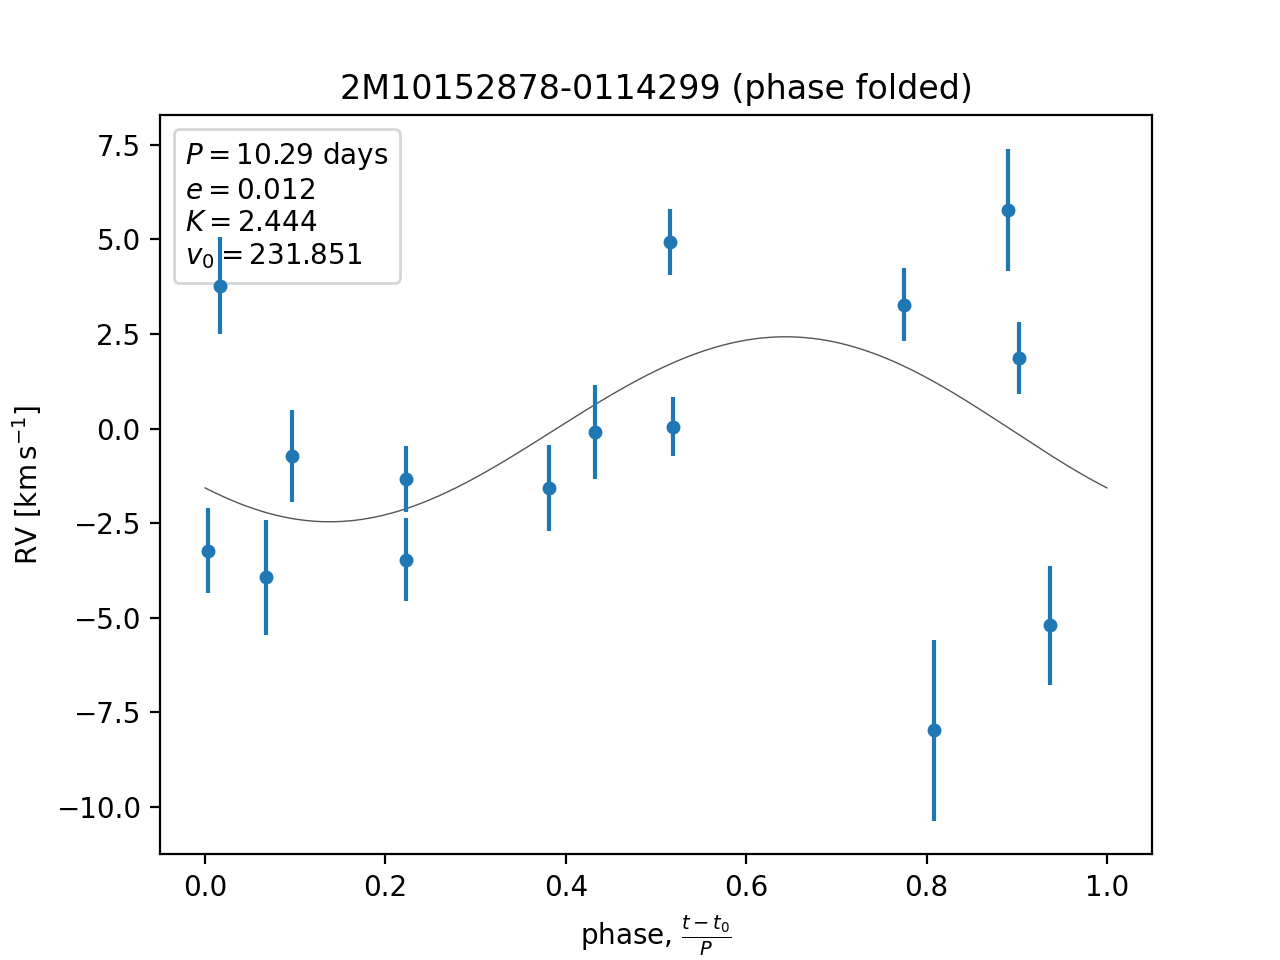 2M10152878-0114299 (phase folded)
P = 10.29 days
e = 0.012
K = 2.444
v₀ = 231.851
7.5
5.0
2.5
0.0
−2.5
−5.0
−7.5
−10.0
RV [km s⁻¹]
0.0 0.2 0.4 0.6 0.8 1.0
phase, (t − t₀)/P